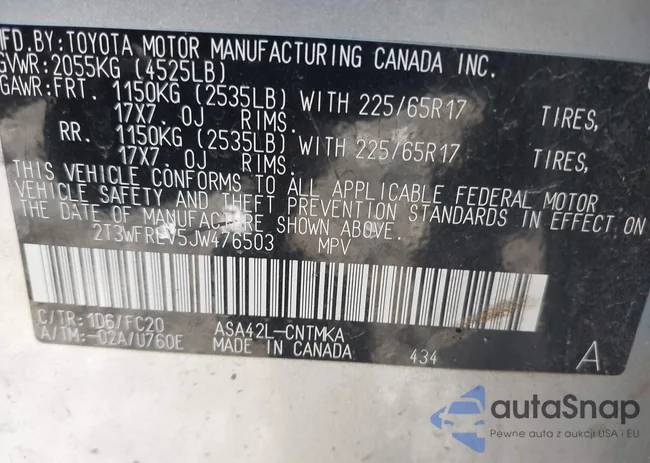 MFD.BY:TOYOTA MOTOR MANUFACTURING CANADA INC.
GVWR:2055KG (4525LB)
GAWR:FRT. 1150KG (2535LB) WITH 225/65R17 TIRES,
17X7.0J RIMS.
RR. 1150KG (2535LB) WITH 225/65R17 TIRES,
17X7.0J RIMS.
THIS VEHICLE CONFORMS TO ALL APPLICABLE FEDERAL MOTOR
VEHICLE SAFETY AND THEFT PREVENTION STANDARDS IN EFFECT ON
THE DATE OF MANUFACTURE SHOWN ABOVE.
2T3WFREV5JW476503 MPV
C/TR:1D6/FC20 ASA42L-CNTMKA
A/TM:-02A/U760E MADE IN CANADA 434 A
autaSnap
Pewne auta z aukcji USA · EU